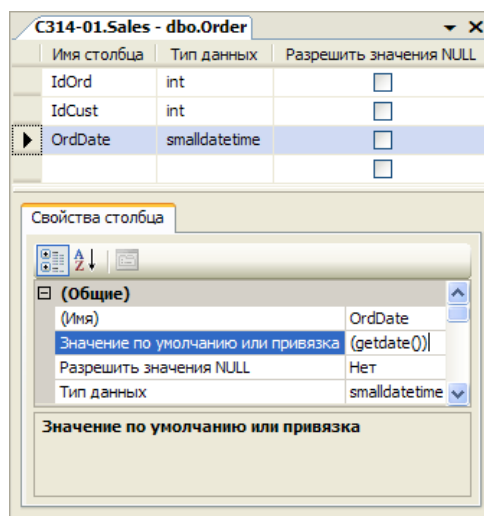 C314-01.Sales - dbo.Order
Имя столбца Тип данных Разрешить значения NULL
IdOrd int
IdCust int
OrdDate smalldatetime
Свойства столбца
(Общие)
(Имя) OrdDate
Значение по умолчанию или привязка (getdate())
Разрешить значения NULL Нет
Тип данных smalldatetime
Значение по умолчанию или привязка